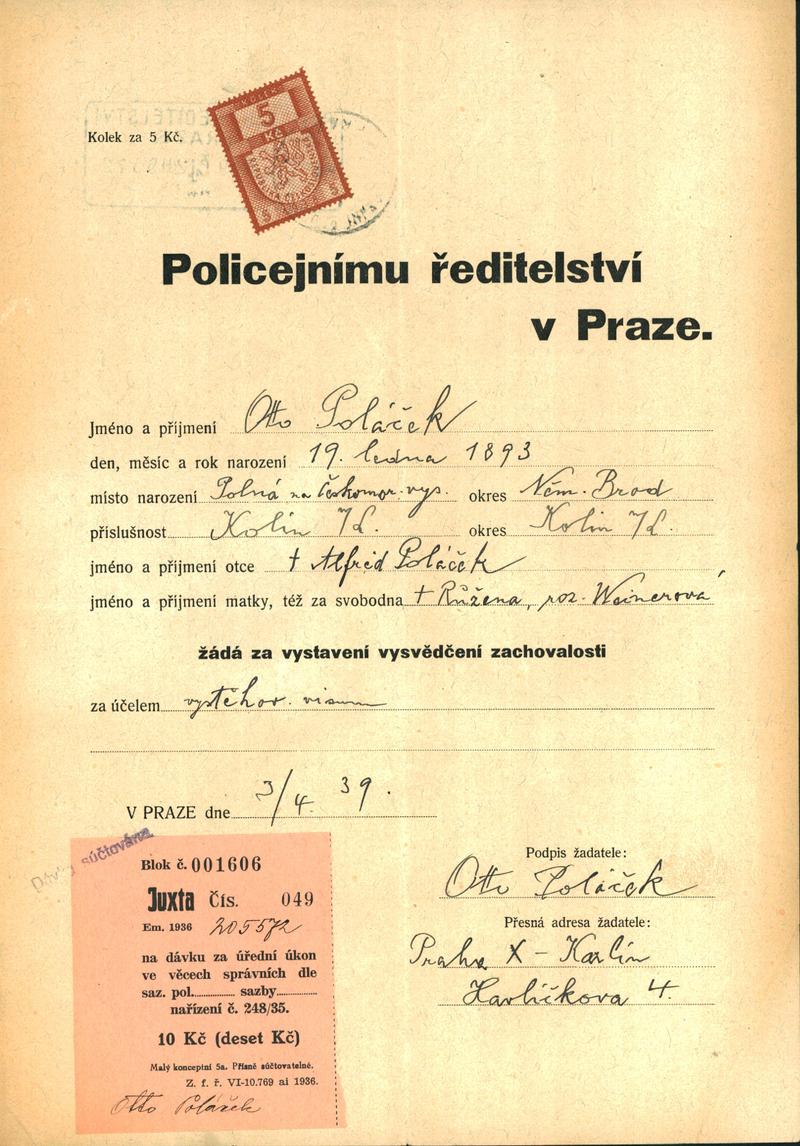 Kolek za 5 Kč.
KOLEK
5
Kč
5 5
Policejnímu ředitelství
v Praze.
Jméno a příjmení Otto Poláček
den, měsíc a rok narození 19. ledna 1893
místo narození Polná na Českomor. vys. okres Něm. Brod
příslušnost Kolín okres Kolín
jméno a příjmení otce † Alfréd Poláček
jméno a příjmení matky, též za svobodna † Růžena, roz. Weinerová
žádá za vystavení vysvědčení zachovalosti
za účelem vystěhov. visum
V PRAZE dne 3/4. 39.
súčtována.
Blok č. 001606
Juxta Čís. 049
Em. 1936 205572
na dávku za úřední úkon
ve věcech správních dle
saz. pol. sazby
nařízení č. 248/35.
10 Kč (deset Kč)
Malý konceptní 5a. Přísně súčtovatelné.
Z. f. ř. VI-10.769 ai 1936.
Otto Poláček
Podpis žadatele:
Otto Poláček
Přesná adresa žadatele:
Praha X – Karlín
Havlíčkova 4.